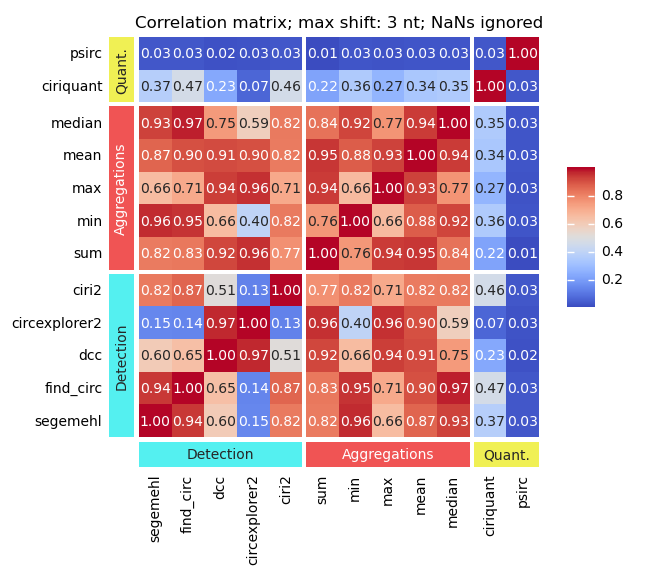 Correlation matrix; max shift: 3 nt; NaNs ignored
psirc 0.03 0.03 0.02 0.03 0.03 0.01 0.03 0.03 0.03 0.03 0.03 1.00
ciriquant 0.37 0.47 0.23 0.07 0.46 0.22 0.36 0.27 0.34 0.35 1.00 0.03
Quant.
median 0.93 0.97 0.75 0.59 0.82 0.84 0.92 0.77 0.94 1.00 0.35 0.03
mean 0.87 0.90 0.91 0.90 0.82 0.95 0.88 0.93 1.00 0.94 0.34 0.03
max 0.66 0.71 0.94 0.96 0.71 0.94 0.66 1.00 0.93 0.77 0.27 0.03
min 0.96 0.95 0.66 0.40 0.82 0.76 1.00 0.66 0.88 0.92 0.36 0.03
sum 0.82 0.83 0.92 0.96 0.77 1.00 0.76 0.94 0.95 0.84 0.22 0.01
Aggregations
ciri2 0.82 0.87 0.51 0.13 1.00 0.77 0.82 0.71 0.82 0.82 0.46 0.03
circexplorer2 0.15 0.14 0.97 1.00 0.13 0.96 0.40 0.96 0.90 0.59 0.07 0.03
dcc 0.60 0.65 1.00 0.97 0.51 0.92 0.66 0.94 0.91 0.75 0.23 0.02
find_circ 0.94 1.00 0.65 0.14 0.87 0.83 0.95 0.71 0.90 0.97 0.47 0.03
segemehl 1.00 0.94 0.60 0.15 0.82 0.82 0.96 0.66 0.87 0.93 0.37 0.03
Detection
Detection Aggregations Quant.
segemehl
find_circ
dcc
circexplorer2
ciri2
sum
min
max
mean
median
ciriquant
psirc
0.8
0.6
0.4
0.2